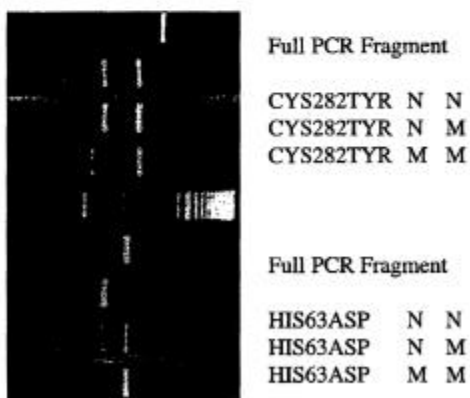 Full PCR Fragment
CYS282TYR N N
CYS282TYR N M
CYS282TYR M M
Full PCR Fragment
HIS63ASP N N
HIS63ASP N M
HIS63ASP M M